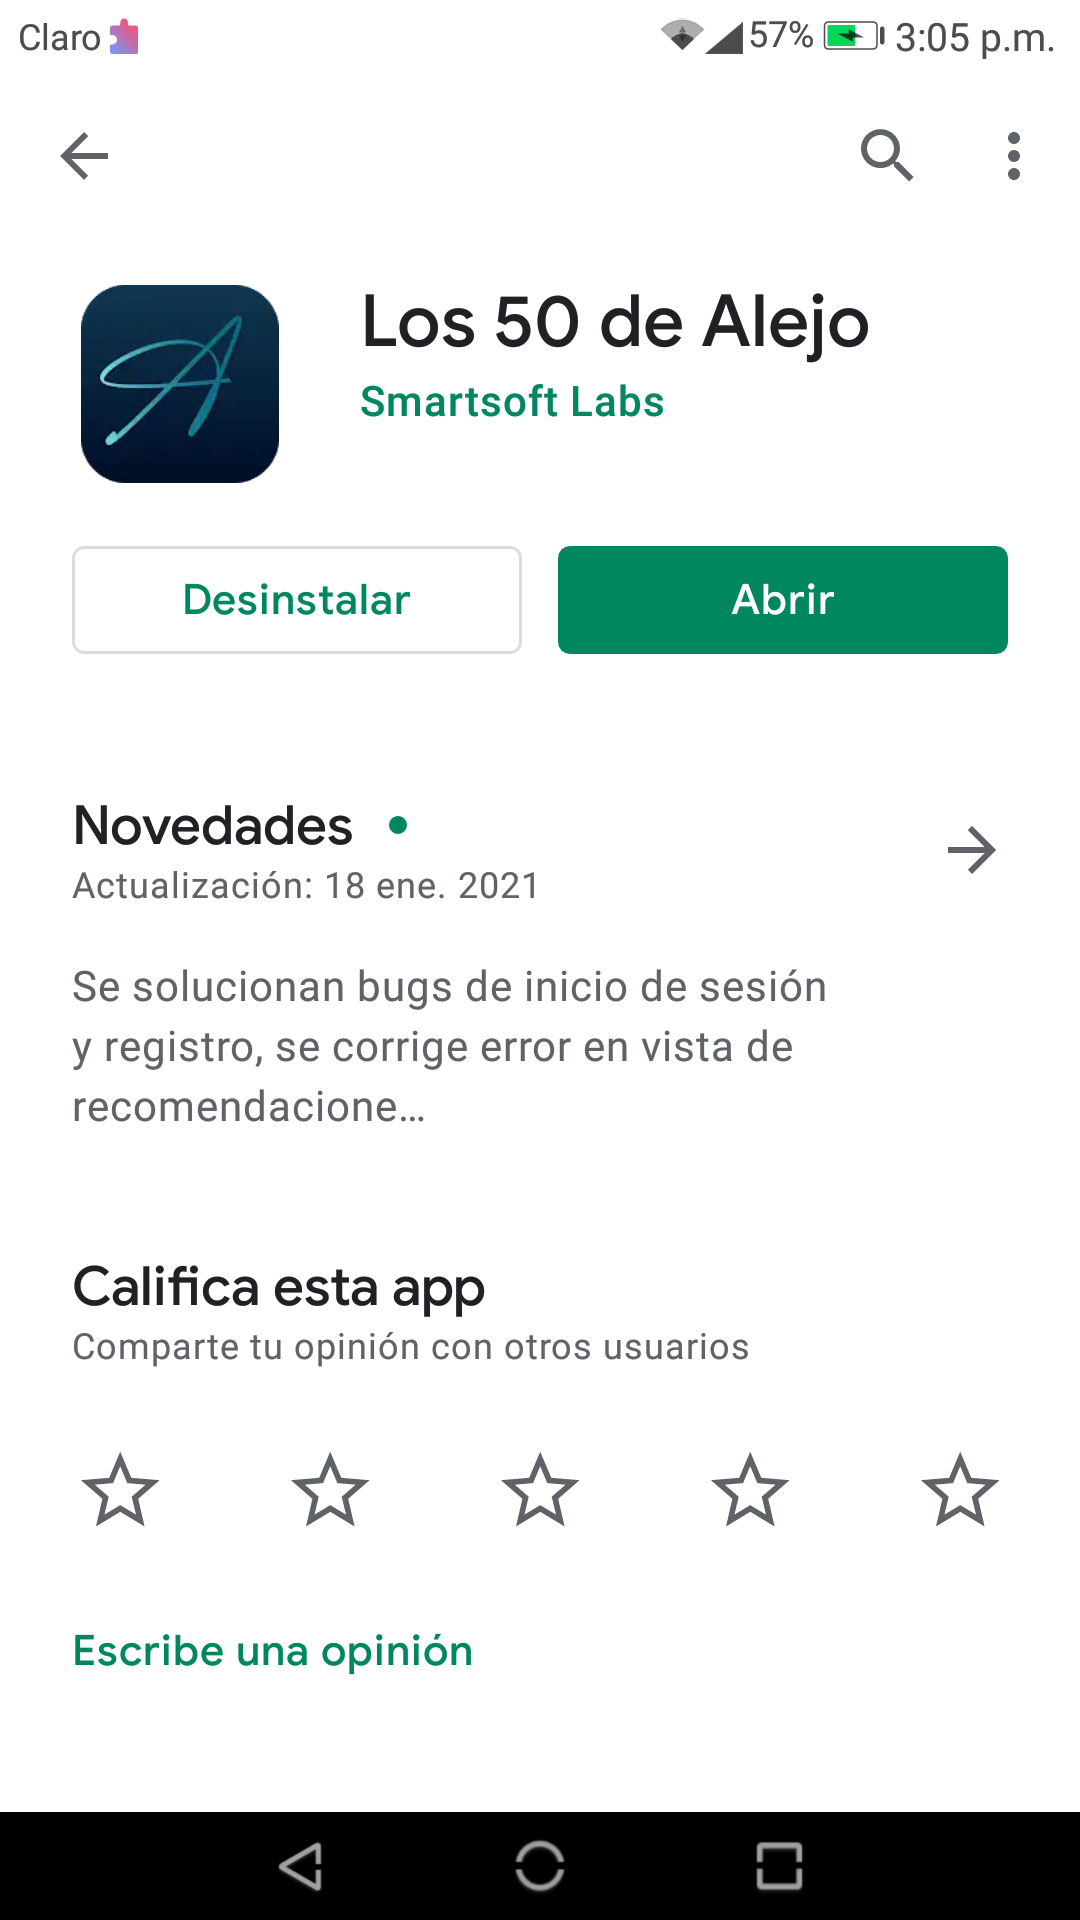 Claro 57% 3:05 p.m.
Los 50 de Alejo
Smartsoft Labs
Desinstalar Abrir
Novedades
Actualización: 18 ene. 2021
Se solucionan bugs de inicio de sesión
y registro, se corrige error en vista de
recomendacione…
Califica esta app
Comparte tu opinión con otros usuarios
Escribe una opinión